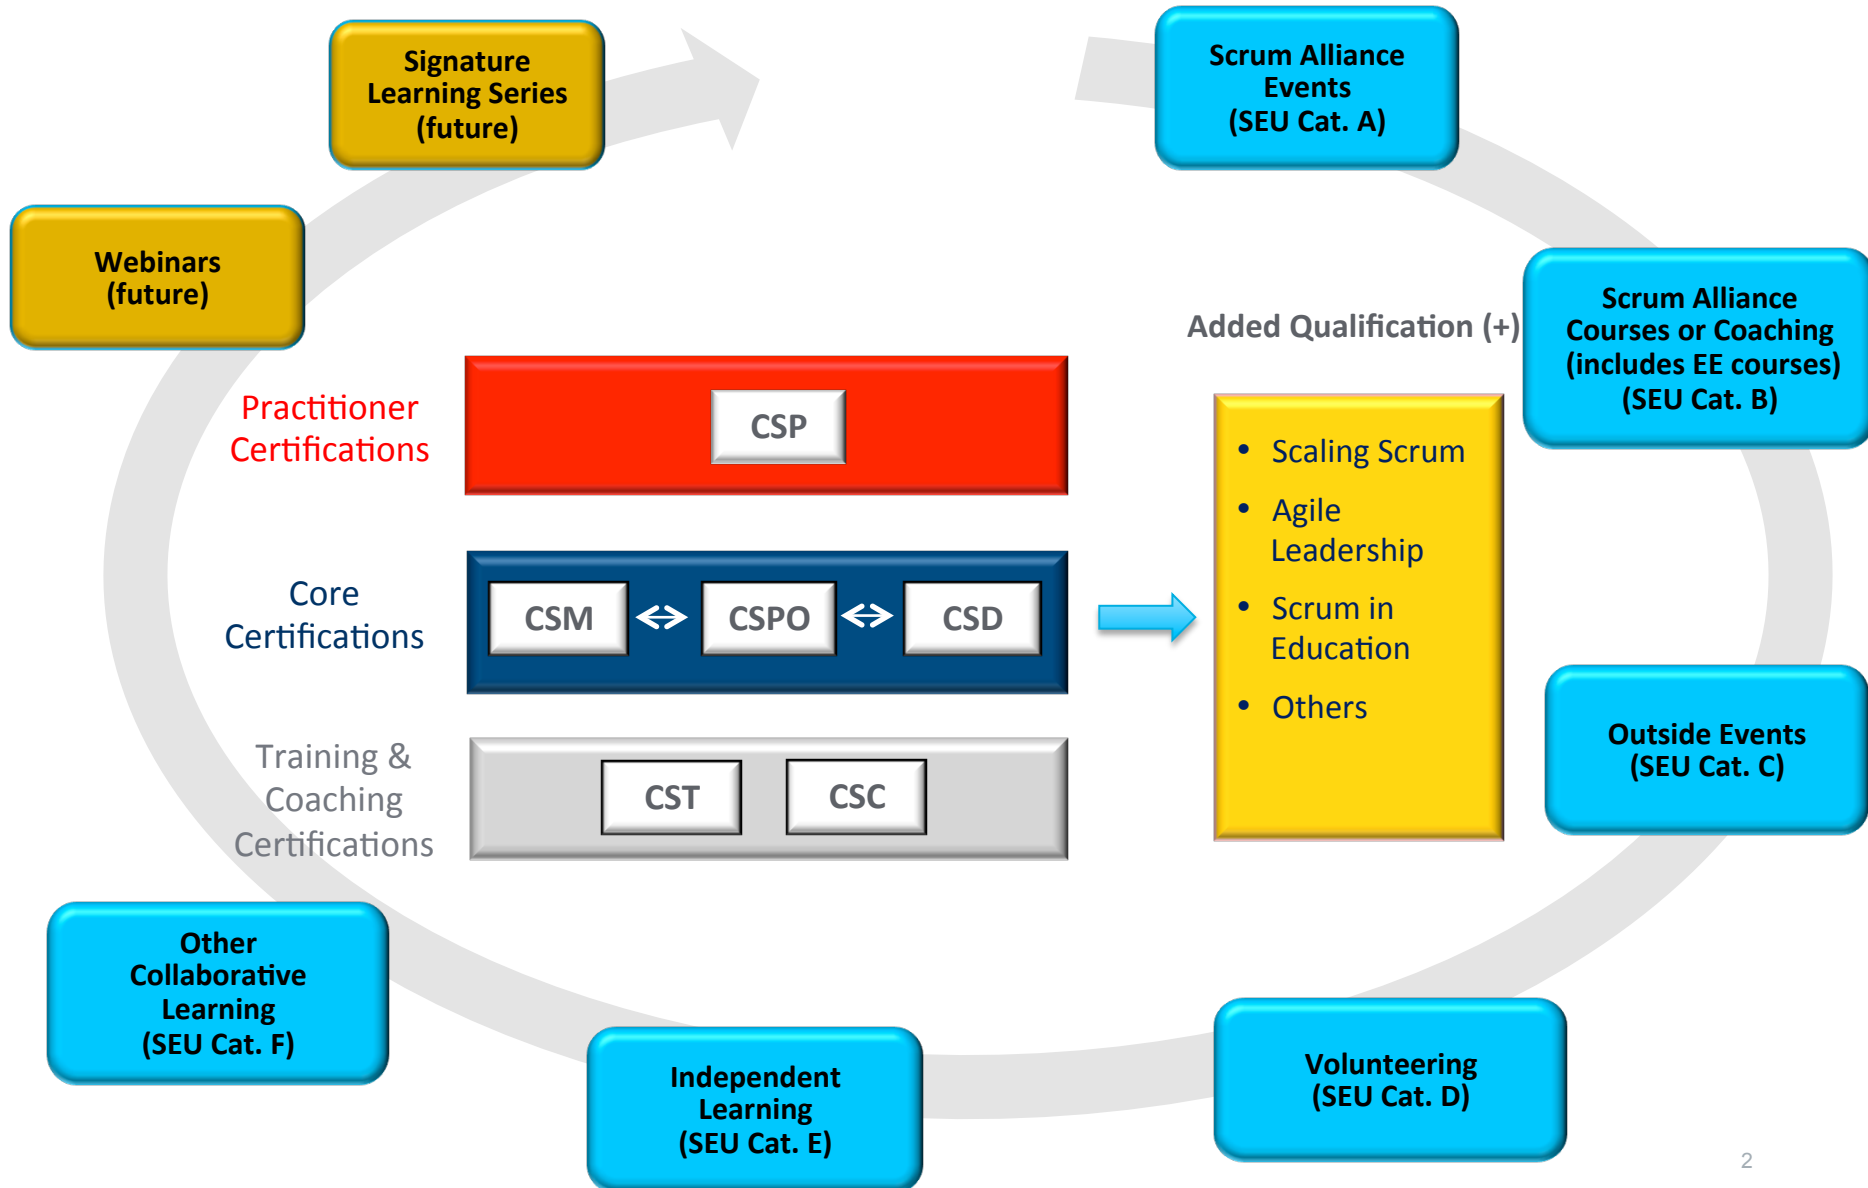 Signature
Learning Series
(future)
Scrum Alliance
Events
(SEU Cat. A)
Webinars
(future)
Scrum Alliance
Courses or Coaching
(includes EE courses)
(SEU Cat. B)
Added Qualification (+)
Practitioner
Certifications
CSP
• Scaling Scrum
• Agile
Leadership
• Scrum in
Education
• Others
Core
Certifications
CSM
CSPO
CSD
Outside Events
(SEU Cat. C)
Training &
Coaching
Certifications
CST
CSC
Other
Collaborative
Learning
(SEU Cat. F)
Independent
Learning
(SEU Cat. E)
Volunteering
(SEU Cat. D)
2